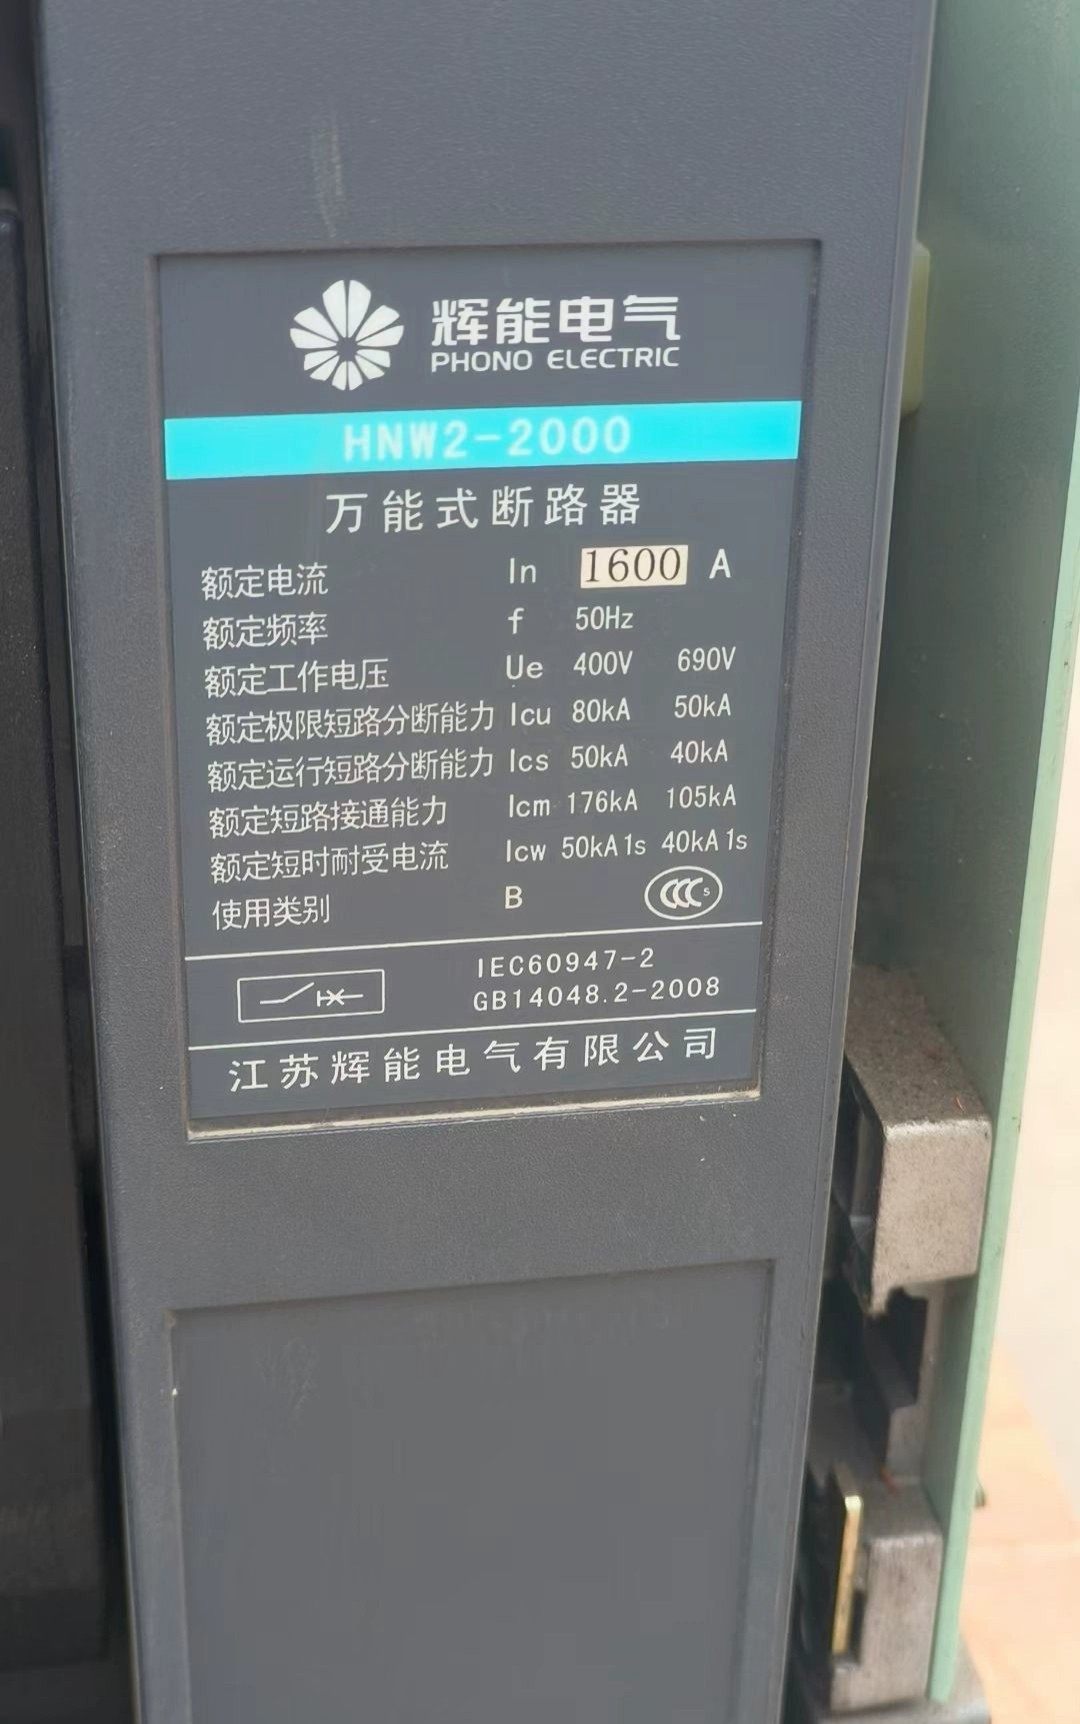 辉能电气
PHONO ELECTRIC
HNW2-2000
万能式断路器
额定电流 In 1600 A
额定频率 f 50Hz
额定工作电压 Ue 400V 690V
额定极限短路分断能力 Icu 80kA 50kA
额定运行短路分断能力 Ics 50kA 40kA
额定短路接通能力 Icm 176kA 105kA
额定短时耐受电流 Icw 50kA1s 40kA1s
使用类别 B CCC S
IEC60947-2
GB14048.2-2008
江苏辉能电气有限公司